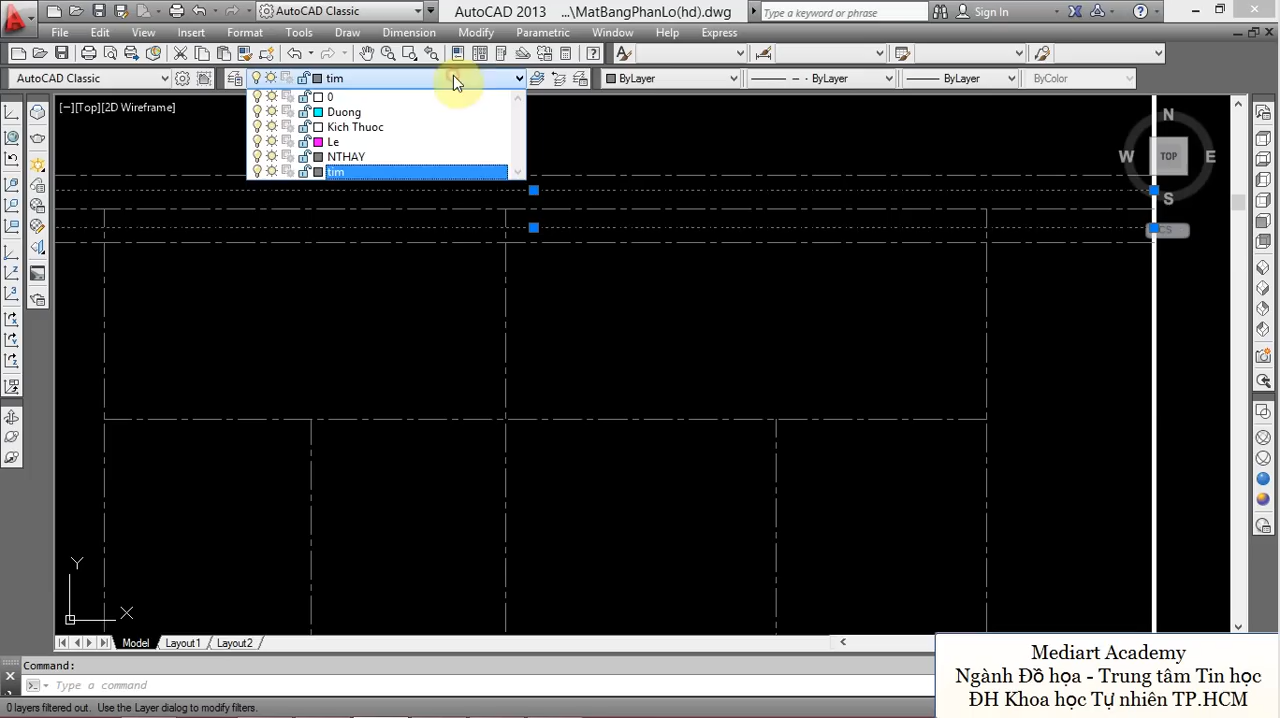 AutoCAD Classic
AutoCAD 2013 ...\MatBangPhanLo(hd).dwg
Type a keyword or phrase
Sign In
File Edit View Insert Format Tools Draw Dimension Modify Parametric Window Help Express
AutoCAD Classic
tim
ByLayer
ByLayer
ByLayer
ByColor
0
Duong
Kich Thuoc
Le
NTHAY
tim
[−][Top][2D Wireframe]
N
W TOP E
S
Y
X
Model Layout1 Layout2
Command:
Type a command
0 layers filtered out. Use the Layer dialog to modify filters.
Mediart Academy
Ngành Đồ họa - Trung tâm Tin học
ĐH Khoa học Tự nhiên TP.HCM